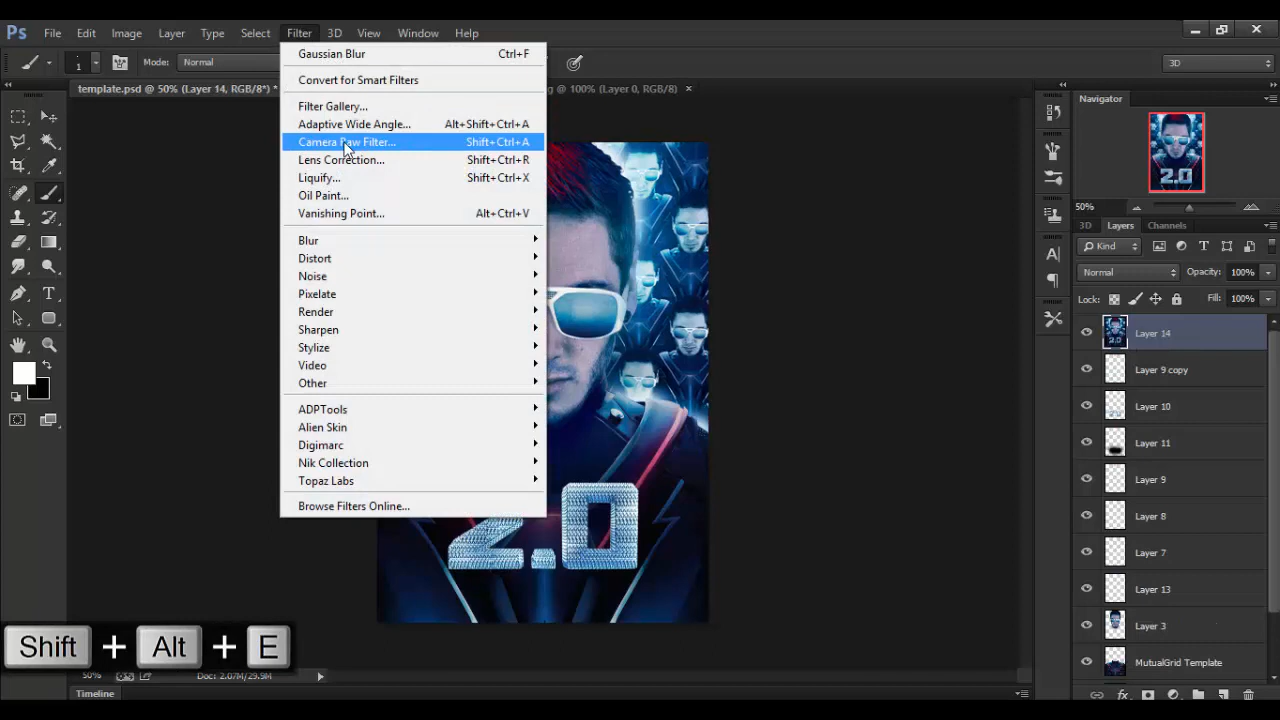 Ps File Edit Image Layer Type Select Filter 3D View Window Help
1 Mode: Normal 3D
template.psd @ 50% (Layer 14, RGB/8*) * g @ 100% (Layer 0, RGB/8)
Gaussian Blur Ctrl+F
Convert for Smart Filters
Filter Gallery...
Adaptive Wide Angle... Alt+Shift+Ctrl+A
Camera Raw Filter... Shift+Ctrl+A
Lens Correction... Shift+Ctrl+R
Liquify... Shift+Ctrl+X
Oil Paint...
Vanishing Point... Alt+Ctrl+V
Blur
Distort
Noise
Pixelate
Render
Sharpen
Stylize
Video
Other
ADPTools
Alien Skin
Digimarc
Nik Collection
Topaz Labs
Browse Filters Online...
2.0
Navigator
2.0
50%
3D Layers Channels
Kind
Normal Opacity: 100%
Lock: Fill: 100%
Layer 14
Layer 9 copy
Layer 10
Layer 11
Layer 9
Layer 8
Layer 7
Layer 13
Layer 3
MutualGrid Template
Shift + Alt + E
50% Doc: 2.07M/29.9M
Timeline